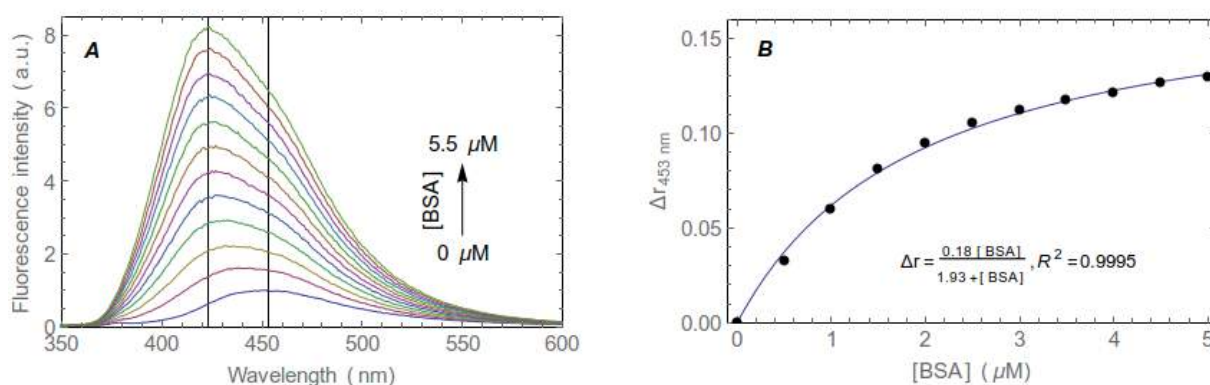 A
Fluorescence intensity (a.u.)
8
6
4
2
0
350 400 450 500 550 600
Wavelength (nm)
5.5 μM
[BSA]
0 μM
B
Δr453 nm
0.15
0.10
0.05
0.00
0 1 2 3 4 5
[BSA] (μM)
Δr = 0.18 [BSA] / 1.93 + [BSA] , R² = 0.9995